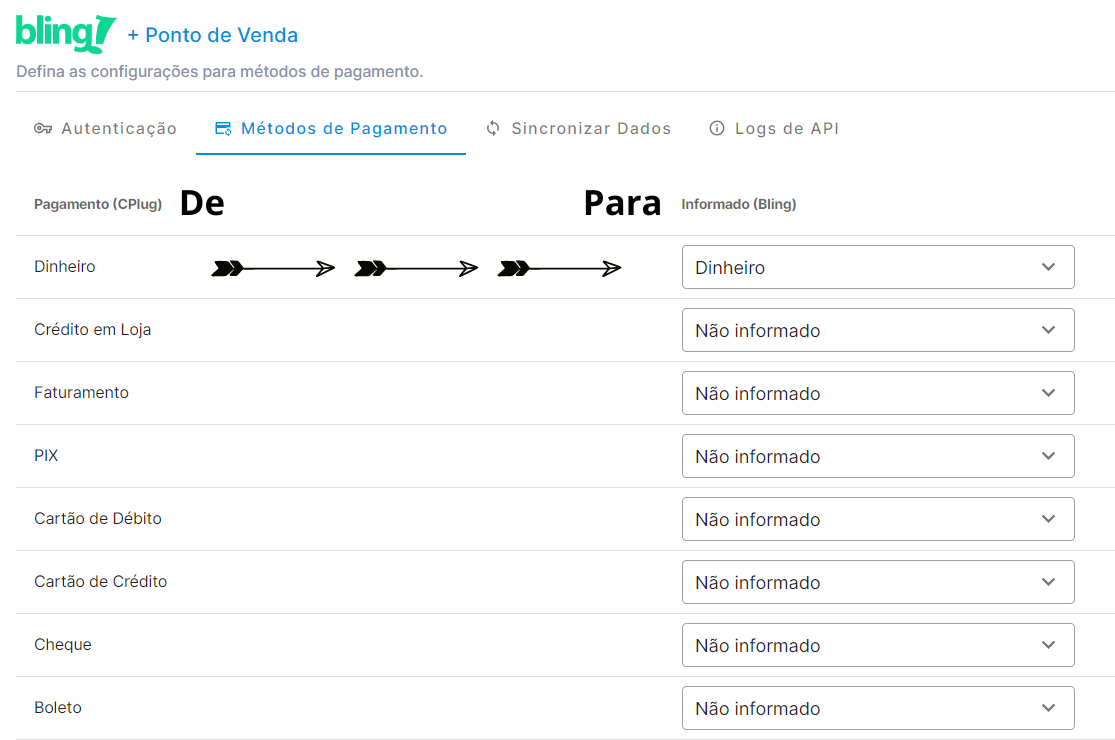 bling! + Ponto de Venda
Defina as configurações para métodos de pagamento.
Autenticação Métodos de Pagamento Sincronizar Dados Logs de API
Pagamento (CPlug) De Para Informado (Bling)
Dinheiro Dinheiro
Crédito em Loja Não informado
Faturamento Não informado
PIX Não informado
Cartão de Débito Não informado
Cartão de Crédito Não informado
Cheque Não informado
Boleto Não informado